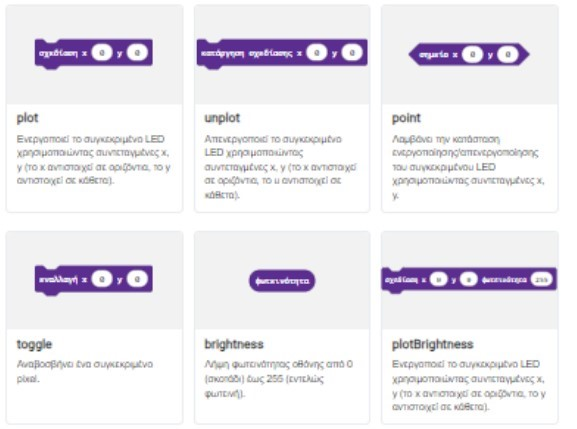 σχεδίαση x 0 y 0
κατάργηση σχεδίασης x 0 y 0
σημείο x 0 y 0
plot
Ενεργοποιεί το συγκεκριμένο LED
χρησιμοποιώντας συντεταγμένες x,
y (το x αντιστοιχεί σε οριζόντια, το y
αντιστοιχεί σε κάθετα).
unplot
Απενεργοποιεί το συγκεκριμένο
LED χρησιμοποιώντας
συντεταγμένες x, y (το x αντιστοιχεί
σε οριζόντια, το υ αντιστοιχεί σε
κάθετα).
point
Λαμβάνει την κατάσταση
ενεργοποίησης/απενεργοποίησης
του συγκεκριμένου LED
χρησιμοποιώντας συντεταγμένες x,
y.
εναλλαγή x 0 y 0
φωτεινότητα
σχεδίαση x 0 y 0 φωτεινότητα 255
toggle
Αναβοσβήνει ένα συγκεκριμένο
pixel.
brightness
Λήψη φωτεινότητας οθόνης από 0
(σκοτάδι) έως 255 (εντελώς
φωτεινή).
plotBrightness
Ενεργοποιεί το συγκεκριμένο LED
χρησιμοποιώντας συντεταγμένες x,
y (το x αντιστοιχεί σε οριζόντια, το y
αντιστοιχεί σε κάθετα).